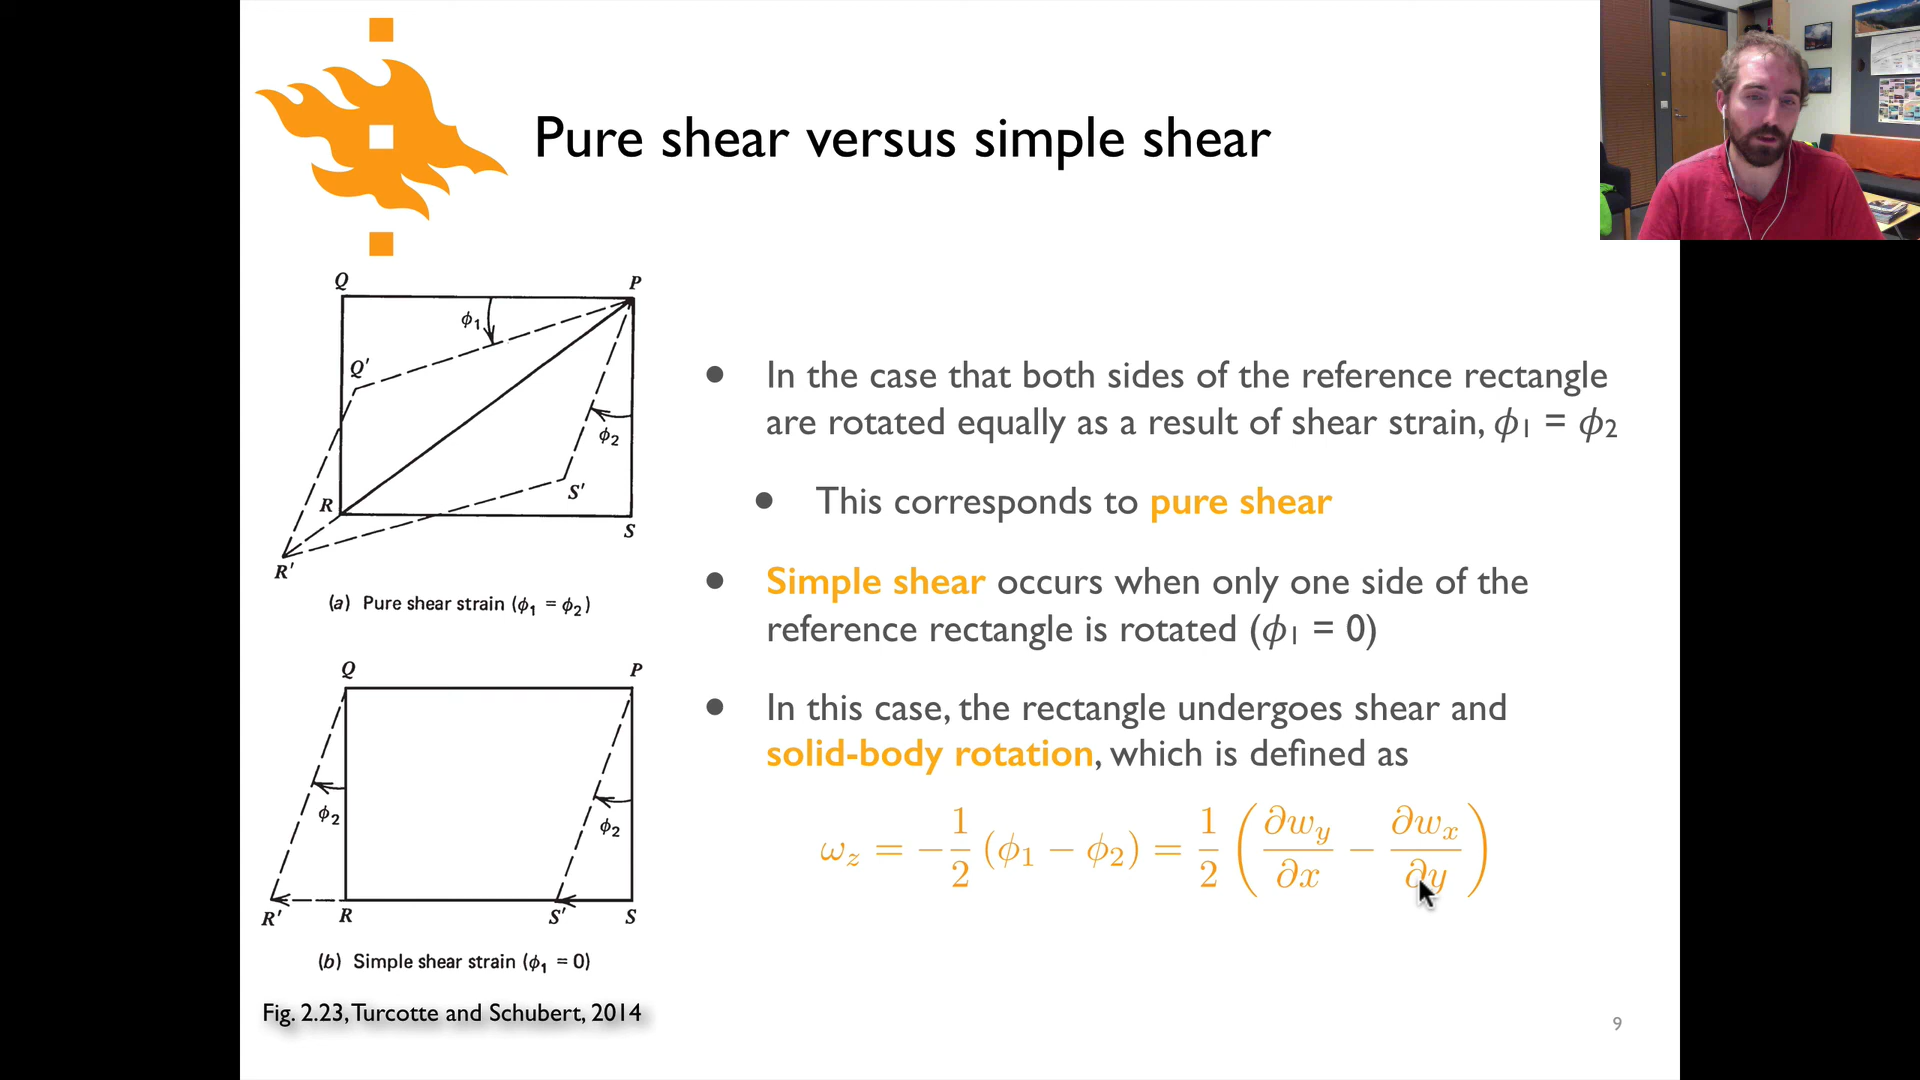 Pure shear versus simple shear
Q
P
ϕ1
Q'
ϕ2
R
S'
S
R'
(a) Pure shear strain (ϕ1 = ϕ2)
Q
P
ϕ2
ϕ2
R'
R
S'
S
(b) Simple shear strain (ϕ1 = 0)
Fig. 2.23, Turcotte and Schubert, 2014
● In the case that both sides of the reference rectangle
are rotated equally as a result of shear strain, ϕ1 = ϕ2
● This corresponds to pure shear
● Simple shear occurs when only one side of the
reference rectangle is rotated (ϕ1 = 0)
● In this case, the rectangle undergoes shear and
solid-body rotation, which is defined as
ω_z = −1/2 (ϕ1 − ϕ2) = 1/2 (∂w_y/∂x − ∂w_x/∂y)
9